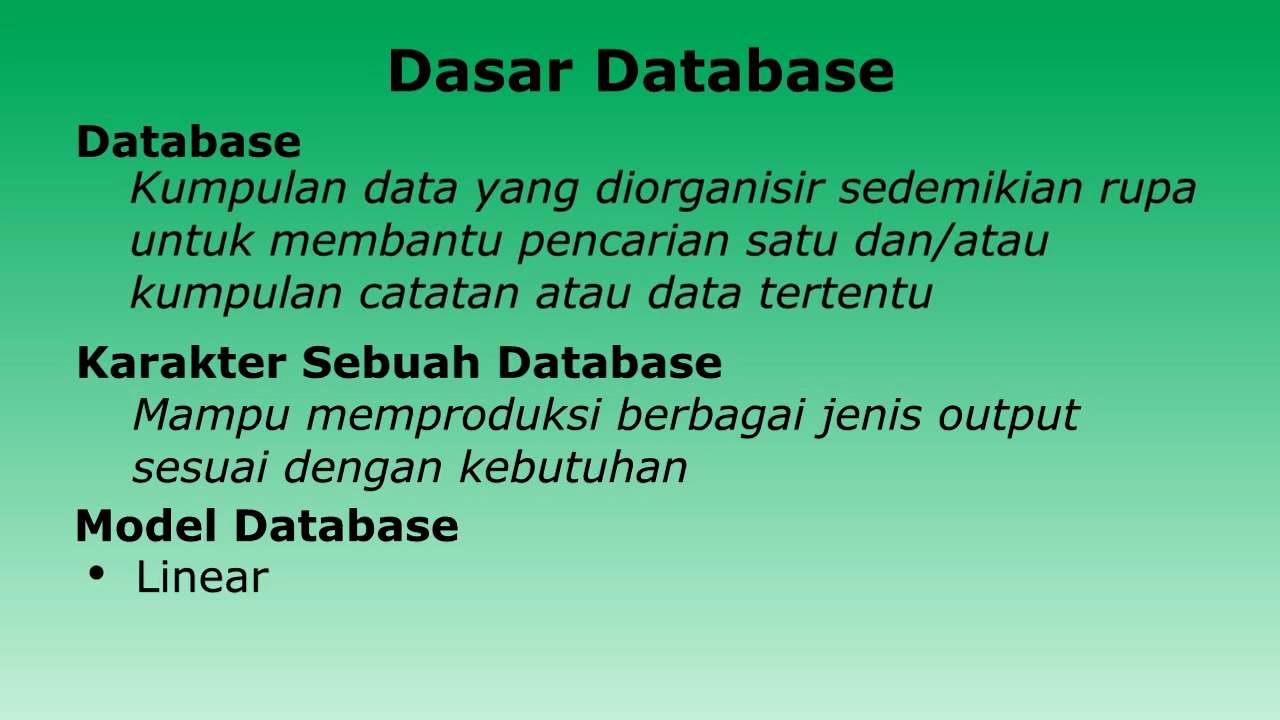 Dasar Database
Database
Kumpulan data yang diorganisir sedemikian rupa
untuk membantu pencarian satu dan/atau
kumpulan catatan atau data tertentu
Karakter Sebuah Database
Mampu memproduksi berbagai jenis output
sesuai dengan kebutuhan
Model Database
• Linear